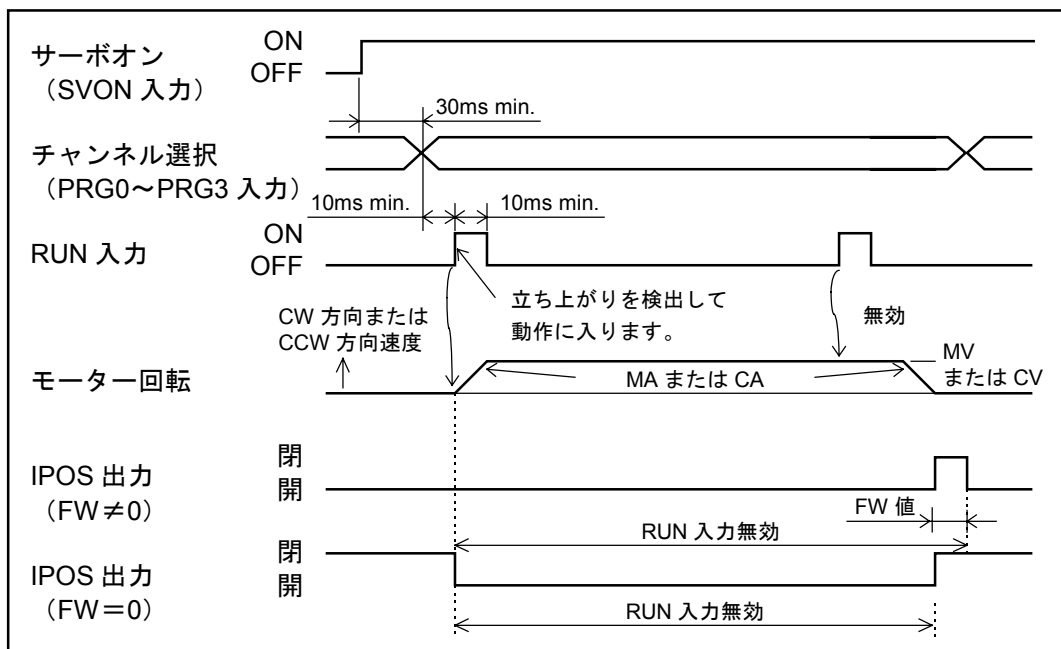 サーボオン
（SVON 入力）
ON
OFF
30ms min.
チャンネル選択
（PRG0～PRG3 入力）
10ms min.
10ms min.
RUN 入力
ON
OFF
CW 方向または
CCW 方向速度
立ち上がりを検出して
動作に入ります。
無効
モーター回転
MA または CA
MV
または CV
IPOS 出力
（FW≠0）
閉
開
FW 値
RUN 入力無効
IPOS 出力
（FW＝0）
閉
開
RUN 入力無効